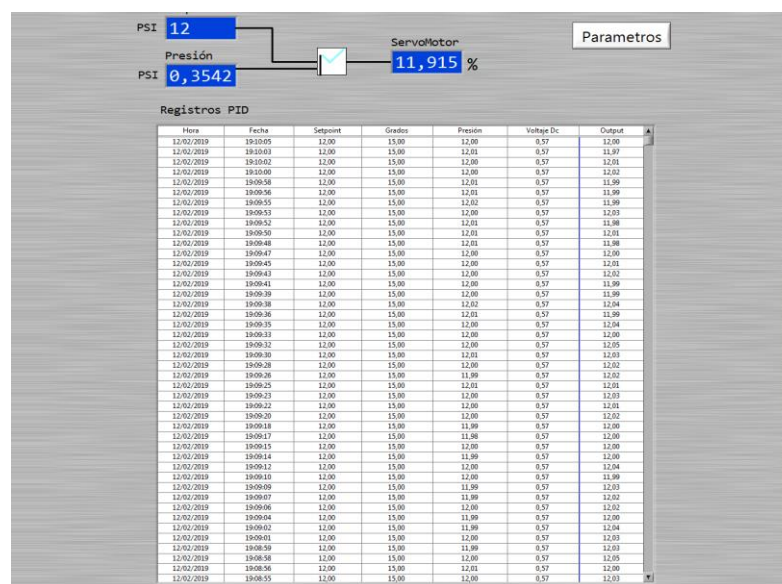 PSI 12
Parametros
ServoMotor
11,915 %
Presión
PSI 0,3542
Registros PID
Hora Fecha Setpoint Grados Presión Voltaje Dc Output
12/02/2019 19:10:05 12,00 15,00 12,00 0,57 12,00
12/02/2019 19:10:03 12,00 15,00 12,01 0,57 11,97
12/02/2019 19:10:02 12,00 15,00 12,00 0,57 12,01
12/02/2019 19:10:00 12,00 15,00 12,00 0,57 12,02
12/02/2019 19:09:58 12,00 15,00 12,01 0,57 11,99
12/02/2019 19:09:56 12,00 15,00 12,01 0,57 11,99
12/02/2019 19:09:55 12,00 15,00 12,02 0,57 11,99
12/02/2019 19:09:53 12,00 15,00 12,00 0,57 12,03
12/02/2019 19:09:52 12,00 15,00 12,01 0,57 11,98
12/02/2019 19:09:50 12,00 15,00 12,01 0,57 12,01
12/02/2019 19:09:48 12,00 15,00 12,01 0,57 11,98
12/02/2019 19:09:47 12,00 15,00 12,00 0,57 12,00
12/02/2019 19:09:45 12,00 15,00 12,00 0,57 12,01
12/02/2019 19:09:43 12,00 15,00 12,00 0,57 12,02
12/02/2019 19:09:41 12,00 15,00 12,00 0,57 11,99
12/02/2019 19:09:39 12,00 15,00 12,00 0,57 11,99
12/02/2019 19:09:38 12,00 15,00 12,02 0,57 12,04
12/02/2019 19:09:36 12,00 15,00 12,01 0,57 11,99
12/02/2019 19:09:35 12,00 15,00 12,00 0,57 12,04
12/02/2019 19:09:33 12,00 15,00 12,00 0,57 12,00
12/02/2019 19:09:32 12,00 15,00 12,00 0,57 12,05
12/02/2019 19:09:30 12,00 15,00 12,01 0,57 12,03
12/02/2019 19:09:28 12,00 15,00 12,00 0,57 12,02
12/02/2019 19:09:26 12,00 15,00 11,99 0,57 12,02
12/02/2019 19:09:25 12,00 15,00 12,01 0,57 12,01
12/02/2019 19:09:23 12,00 15,00 12,00 0,57 12,03
12/02/2019 19:09:22 12,00 15,00 12,00 0,57 12,01
12/02/2019 19:09:20 12,00 15,00 12,00 0,57 12,02
12/02/2019 19:09:18 12,00 15,00 11,99 0,57 12,00
12/02/2019 19:09:17 12,00 15,00 11,98 0,57 12,00
12/02/2019 19:09:15 12,00 15,00 12,00 0,57 12,00
12/02/2019 19:09:14 12,00 15,00 11,99 0,57 12,00
12/02/2019 19:09:12 12,00 15,00 12,00 0,57 12,04
12/02/2019 19:09:10 12,00 15,00 12,00 0,57 11,99
12/02/2019 19:09:09 12,00 15,00 11,99 0,57 12,03
12/02/2019 19:09:07 12,00 15,00 11,99 0,57 12,02
12/02/2019 19:09:06 12,00 15,00 12,00 0,57 12,02
12/02/2019 19:09:04 12,00 15,00 11,99 0,57 12,00
12/02/2019 19:09:02 12,00 15,00 11,99 0,57 12,04
12/02/2019 19:09:01 12,00 15,00 12,00 0,57 12,03
12/02/2019 19:08:59 12,00 15,00 11,99 0,57 12,03
12/02/2019 19:08:58 12,00 15,00 12,00 0,57 12,05
12/02/2019 19:08:56 12,00 15,00 12,01 0,57 12,00
12/02/2019 19:08:55 12,00 15,00 12,00 0,57 12,03